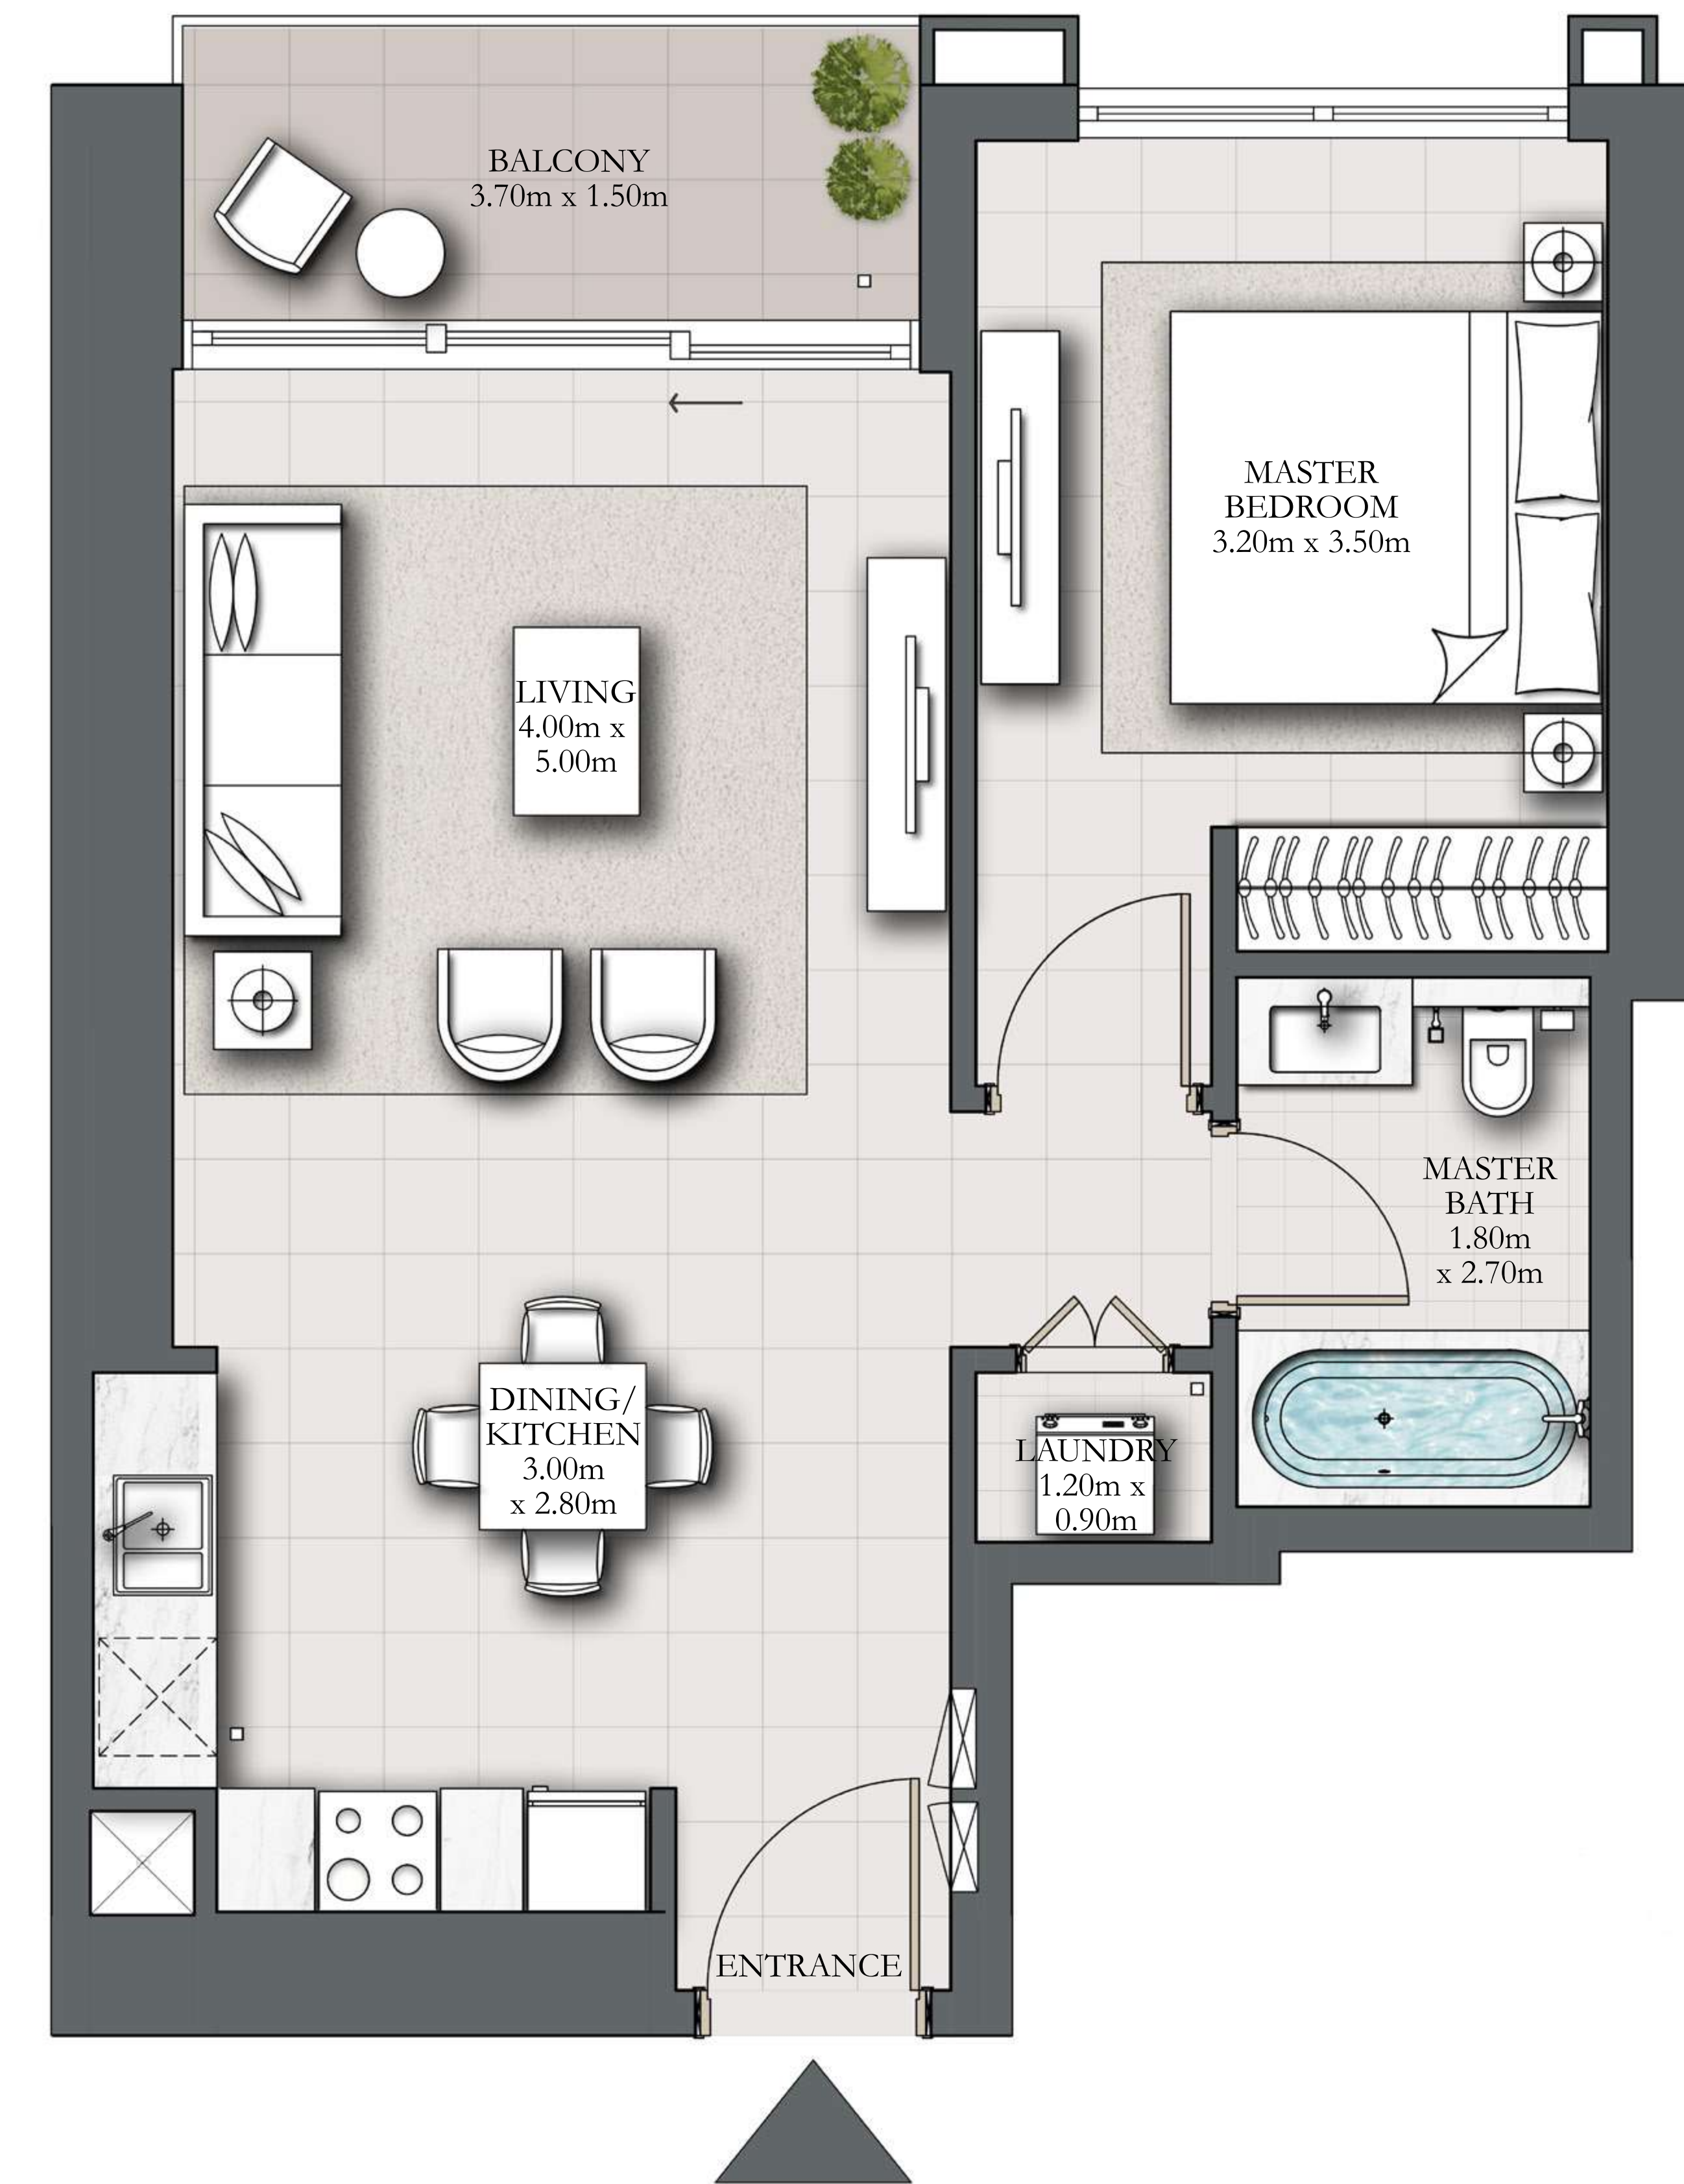 BALCONY
3.70m x 1.50m
MASTER
BEDROOM
3.20m x 3.50m
LIVING
4.00m x
5.00m
MASTER
BATH
1.80m
x 2.70m
DINING/
KITCHEN
3.00m
x 2.80m
LAUNDRY
1.20m x
0.90m
ENTRANCE